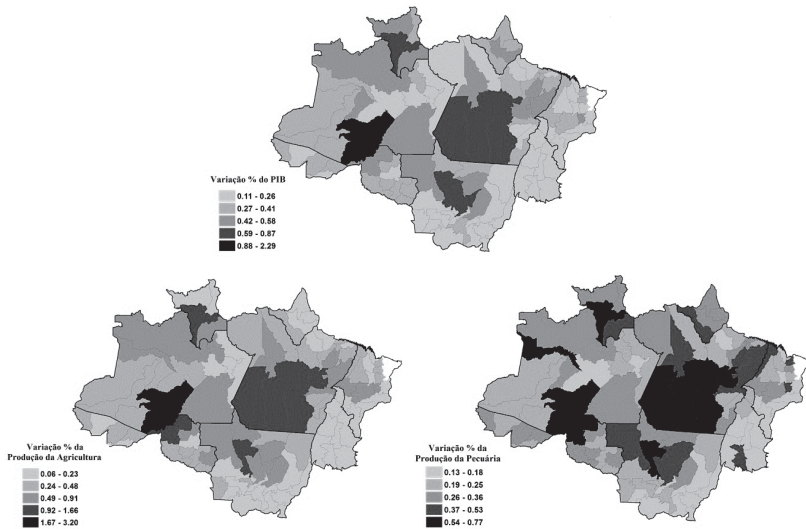 Variação % do PIB
0.11 - 0.26
0.27 - 0.41
0.42 - 0.58
0.59 - 0.87
0.88 - 2.29
Variação % da
Produção da Agricultura
0.06 - 0.23
0.24 - 0.48
0.49 - 0.91
0.92 - 1.66
1.67 - 3.20
Variação % da
Produção da Pecuária
0.13 - 0.18
0.19 - 0.25
0.26 - 0.36
0.37 - 0.53
0.54 - 0.77